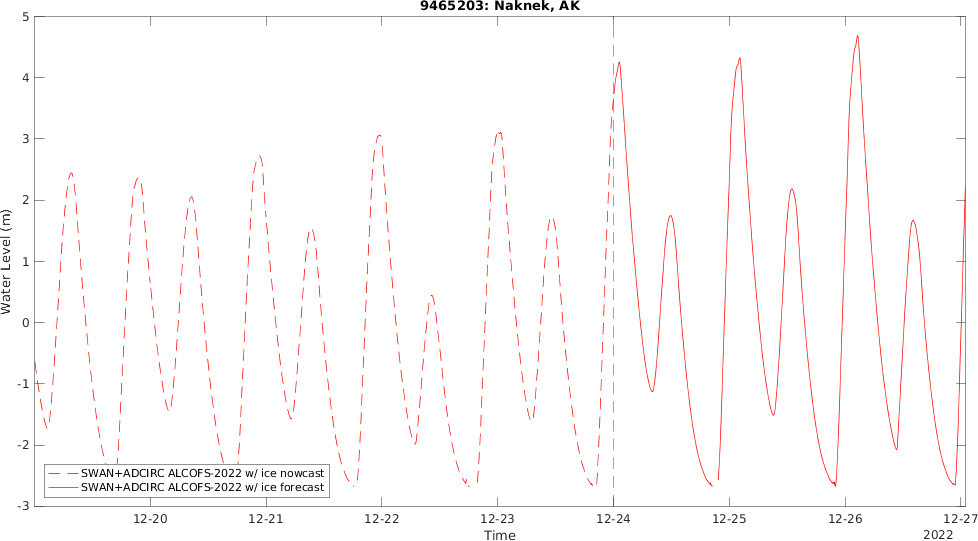 9465203: Naknek, AK
5
4
3
2
1
0
-1
-2
-3
Water Level (m)
SWAN+ADCIRC ALCOFS-2022 w/ ice nowcast
SWAN+ADCIRC ALCOFS-2022 w/ ice forecast
12-20 12-21 12-22 12-23 12-24 12-25 12-26 12-27
Time
2022